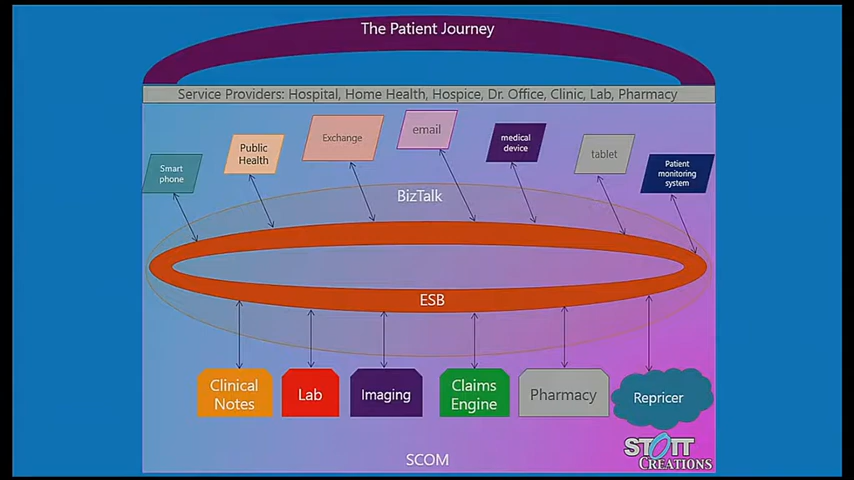 The Patient Journey
Service Providers: Hospital, Home Health, Hospice, Dr. Office, Clinic, Lab, Pharmacy
Smart
phone
Public
Health
Exchange
email
medical
device
tablet
Patient
monitoring
system
BizTalk
ESB
Clinical
Notes
Lab
Imaging
Claims
Engine
Pharmacy
Repricer
STOTT
CREATIONS
SCOM